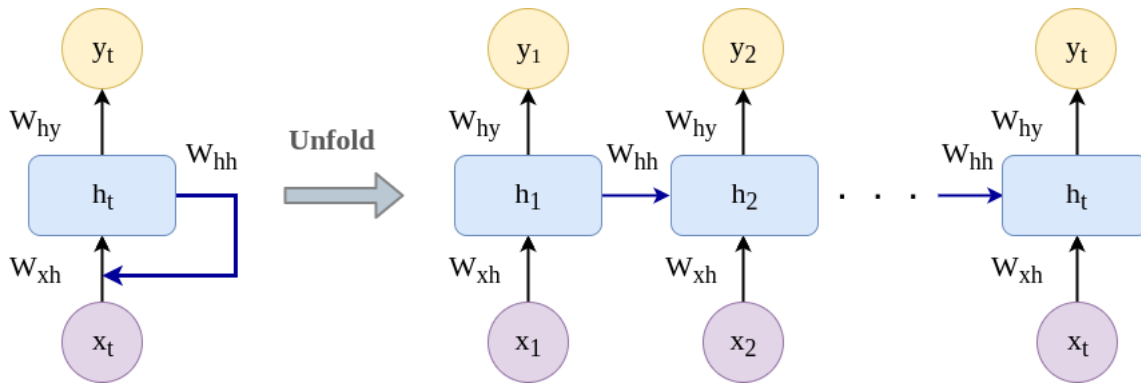 y_t
y_1
y_2
y_t
W_hy
W_hy
W_hy
W_hy
Unfold
W_hh
W_hh
W_hh
h_t
h_1
h_2
. . .
h_t
W_xh
W_xh
W_xh
W_xh
x_t
x_1
x_2
x_t